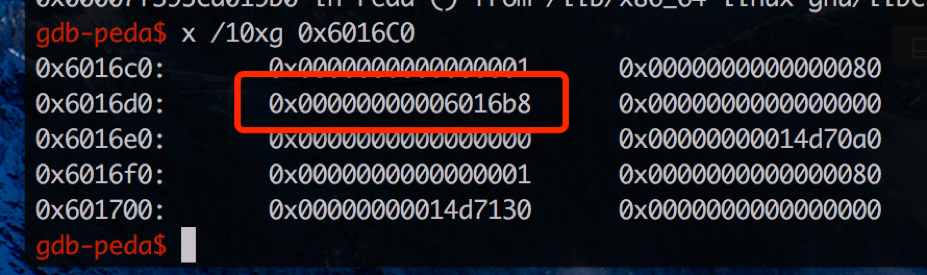 gdb-peda$ x /10xg 0x6016C0
0x6016c0: 0x0000000000000001 0x0000000000000080
0x6016d0: 0x00000000006016b8 0x0000000000000000
0x6016e0: 0x0000000000000000 0x00000000014d70a0
0x6016f0: 0x0000000000000001 0x0000000000000080
0x601700: 0x00000000014d7130 0x0000000000000000
gdb-peda$